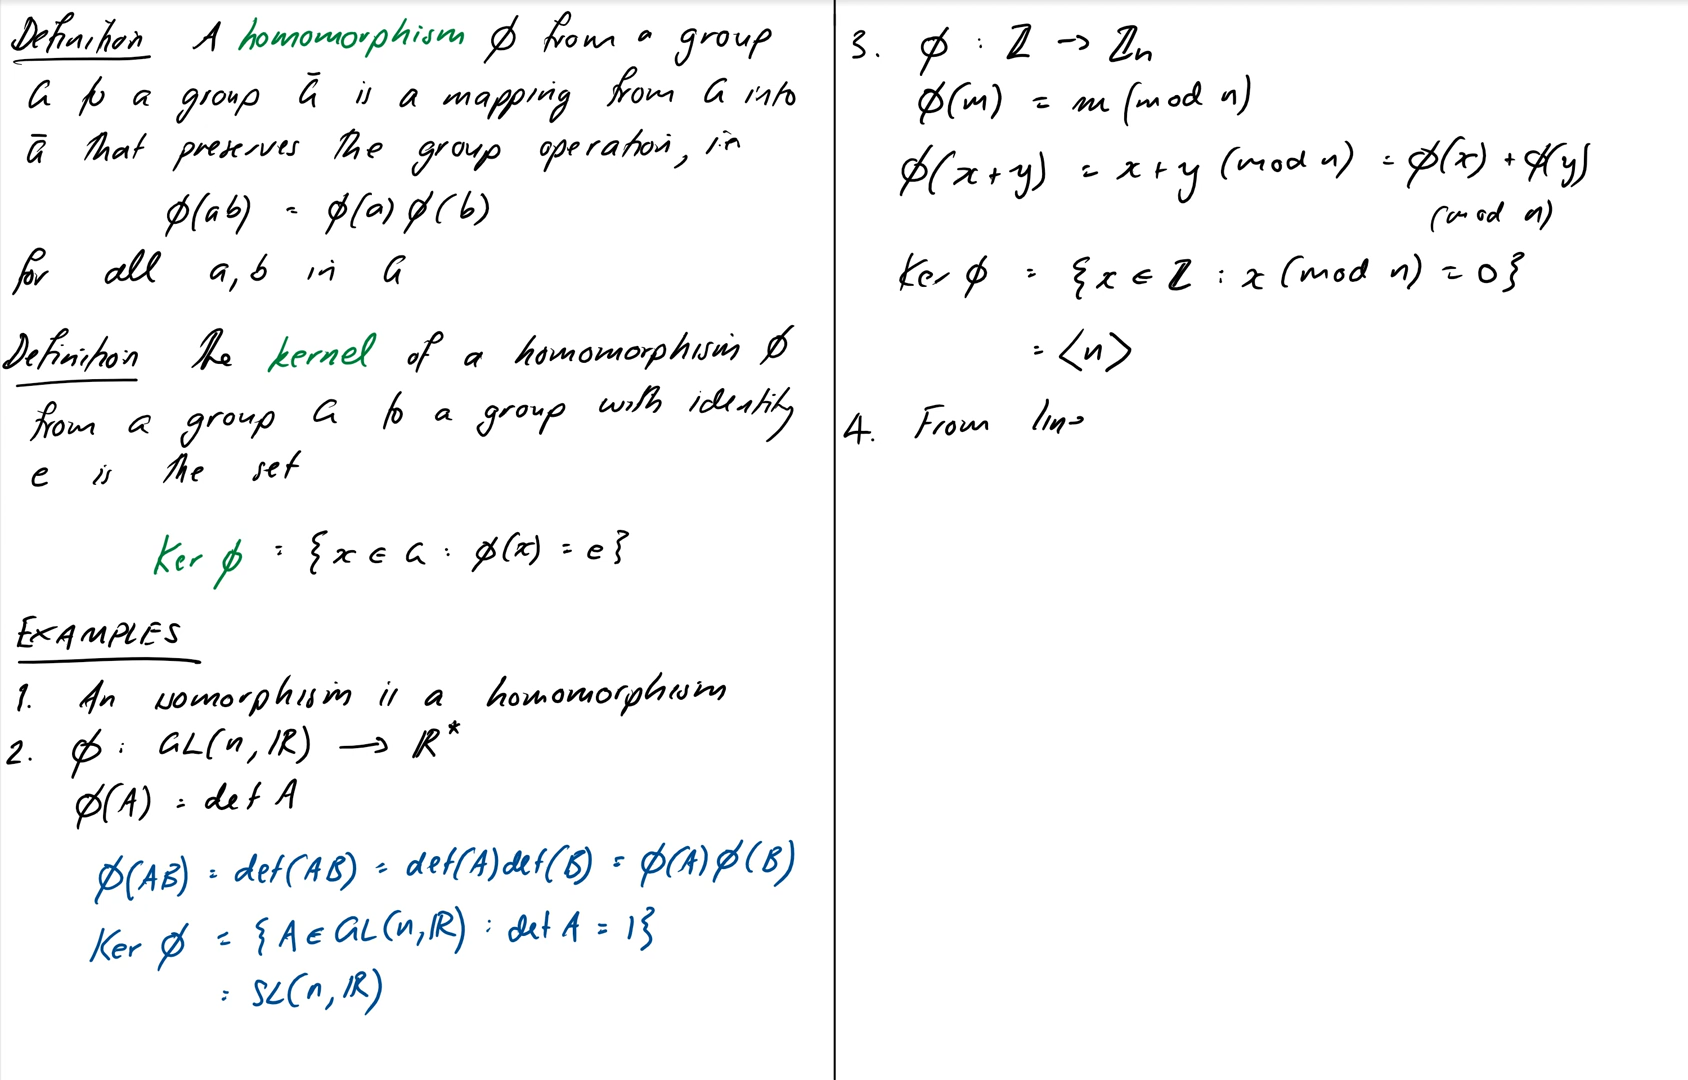 Definition A homomorphism φ from a group
G to a group Ḡ is a mapping from G into
Ḡ that preserves the group operation, in
φ(ab) = φ(a) φ(b)
for all a, b in G
Definition The kernel of a homomorphism φ
from a group G to a group with identity
e is the set
Ker φ = {x ∈ G : φ(x) = e}
EXAMPLES
1. An isomorphism is a homomorphism
2. φ : GL(n, ℝ) → ℝ*
φ(A) = det A
φ(AB) = det(AB) = det(A)det(B) = φ(A) φ(B)
Ker φ = {A ∈ GL(n, ℝ) : det A = 1}
= SL(n, ℝ)
3. φ : ℤ → ℤn
φ(m) = m (mod n)
φ(x+y) = x+y (mod n) = φ(x) + φ(y)
(mod n)
Ker φ = {x ∈ ℤ : x (mod n) = 0}
= <n>
4. From line